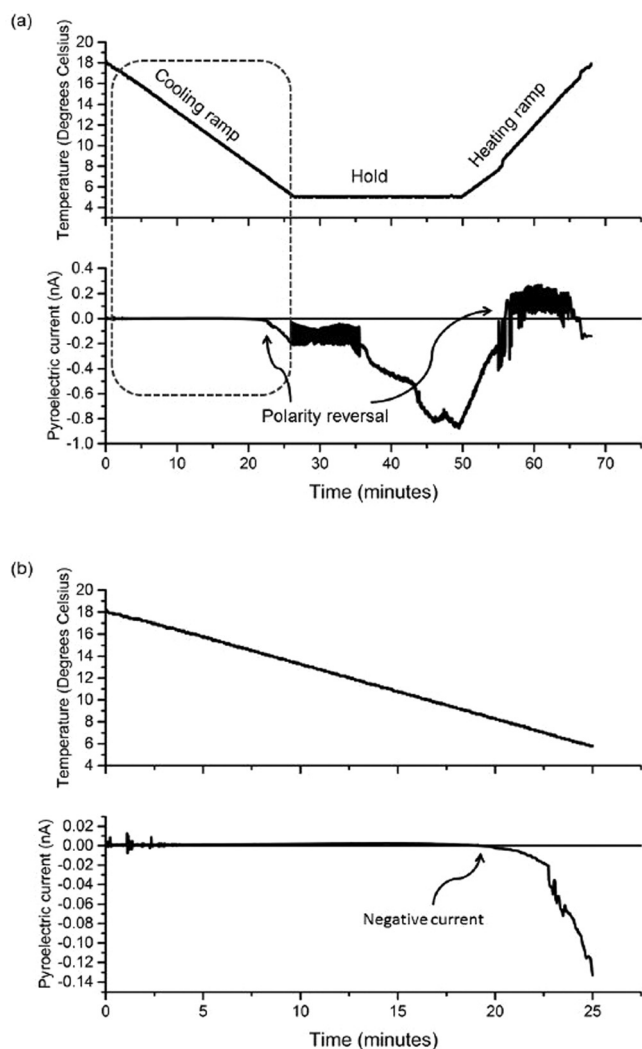 (a)
Temperature (Degrees Celsius)
20
18
16
14
12
10
8
6
4
Cooling ramp
Hold
Heating ramp
Pyroelectric current (nA)
0.4
0.2
0.0
-0.2
-0.4
-0.6
-0.8
-1.0
Polarity reversal
0 10 20 30 40 50 60 70
Time (minutes)
(b)
Temperature (Degrees Celsius)
20
18
16
14
12
10
8
6
4
Pyroelectric current (nA)
0.02
0.00
-0.02
-0.04
-0.06
-0.08
-0.10
-0.12
-0.14
Negative current
0 5 10 15 20 25
Time (minutes)